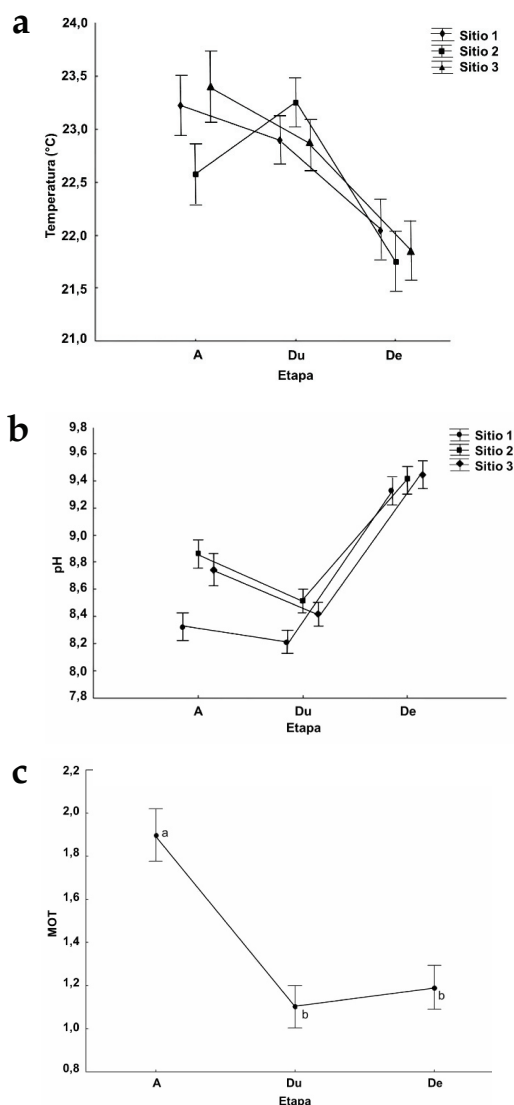 a
Sitio 1
Sitio 2
Sitio 3
Temperatura (°C)
24,0
23,5
23,0
22,5
22,0
21,5
21,0
A Du De
Etapa
b
Sitio 1
Sitio 2
Sitio 3
pH
9,8
9,6
9,4
9,2
9,0
8,8
8,6
8,4
8,2
8,0
7,8
A Du De
Etapa
c
MOT
2,2
2,0
1,8
1,6
1,4
1,2
1,0
0,8
a
b
b
A Du De
Etapa